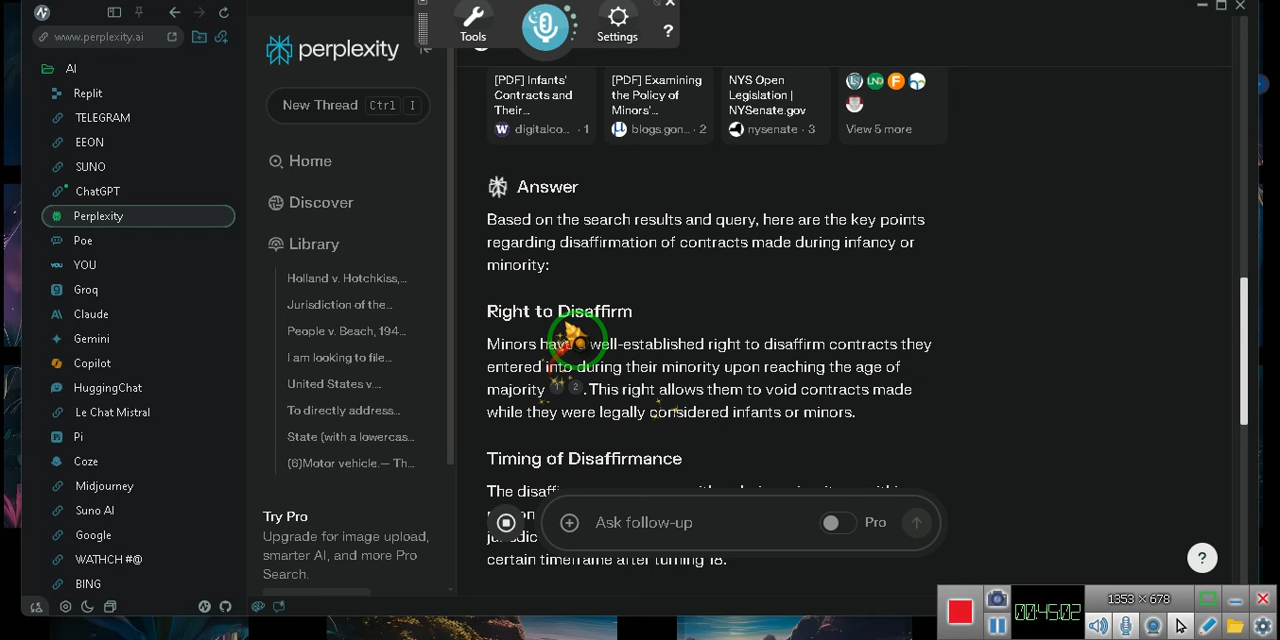 www.perplexity.ai
AI
Replit
TELEGRAM
EEON
SUNO
ChatGPT
Perplexity
Poe
YOU
Groq
Claude
Gemini
Copilot
HuggingChat
Le Chat Mistral
Pi
Coze
Midjourney
Suno AI
Google
WATHCH #@
BING
perplexity
New Thread Ctrl I
Home
Discover
Library
Holland v. Hotchkiss,...
Jurisdiction of the...
People v. Beach, 194...
I am looking to file...
United States v....
To directly address...
State (with a lowercas...
(6)Motor vehicle.— Th...
Try Pro
Upgrade for image upload,
smarter AI, and more Pro
Search.
Tools
Settings
?
[PDF] Infants'
Contracts and
Their...
digitalco... · 1
[PDF] Examining
the Policy of
Minors'...
blogs.gon... · 2
NYS Open
Legislation |
NYSenate.gov
nysenate · 3
View 5 more
Answer
Based on the search results and query, here are the key points
regarding disaffirmation of contracts made during infancy or
minority:
Right to Disaffirm
Minors have a well-established right to disaffirm contracts they
entered into during their minority upon reaching the age of
majority 1 2 . This right allows them to void contracts made
while they were legally considered infants or minors.
Timing of Disaffirmance
The disaff
jurisdic
certain timeframe after turning 18.
Ask follow-up
Pro
?
1353 × 678
00:45:02